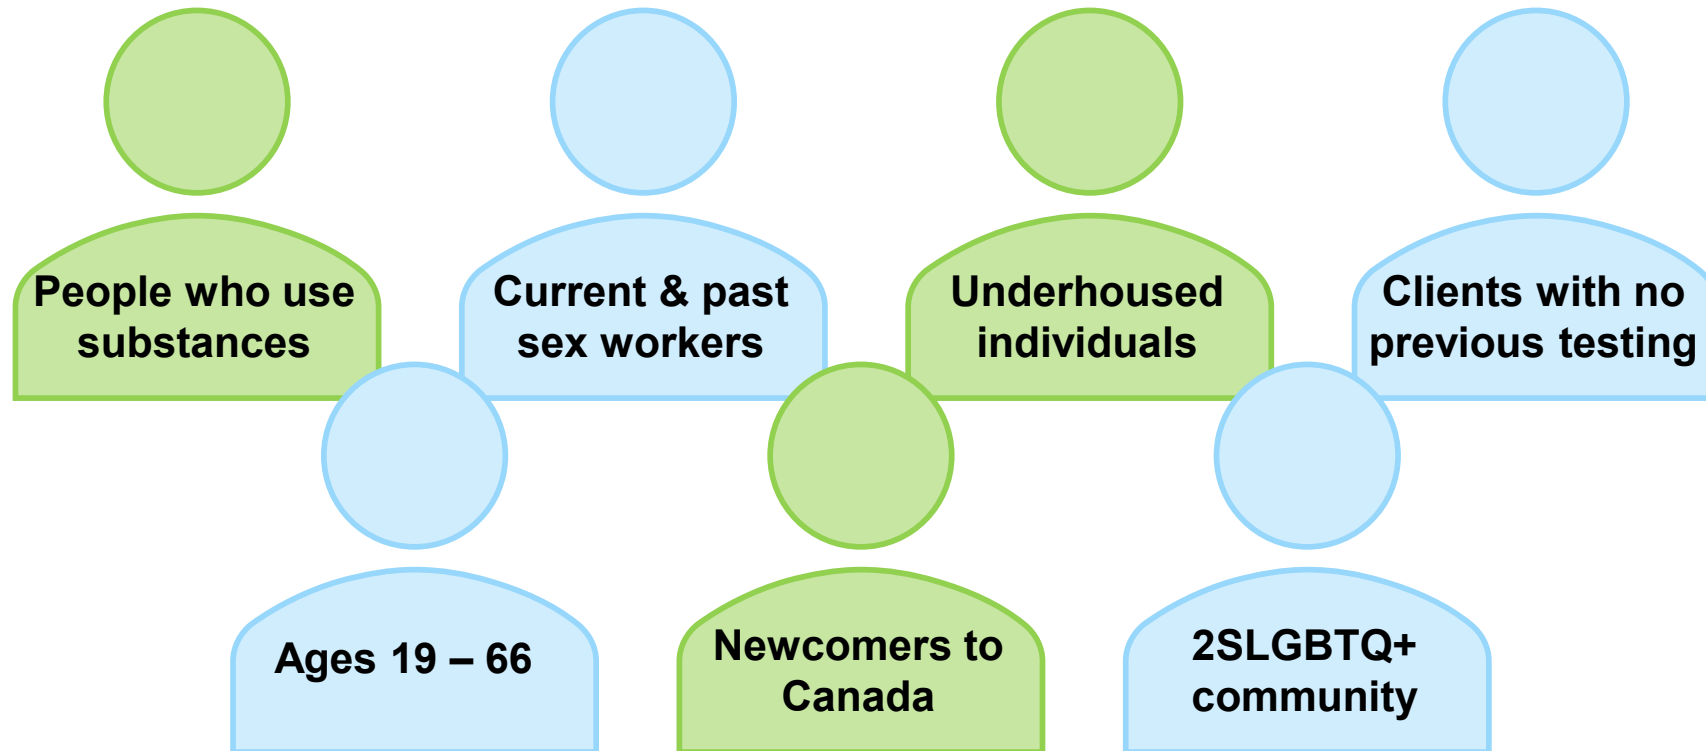 People who use
substances
Current & past
sex workers
Underhoused
individuals
Clients with no
previous testing
Ages 19 – 66
Newcomers to
Canada
2SLGBTQ+
community